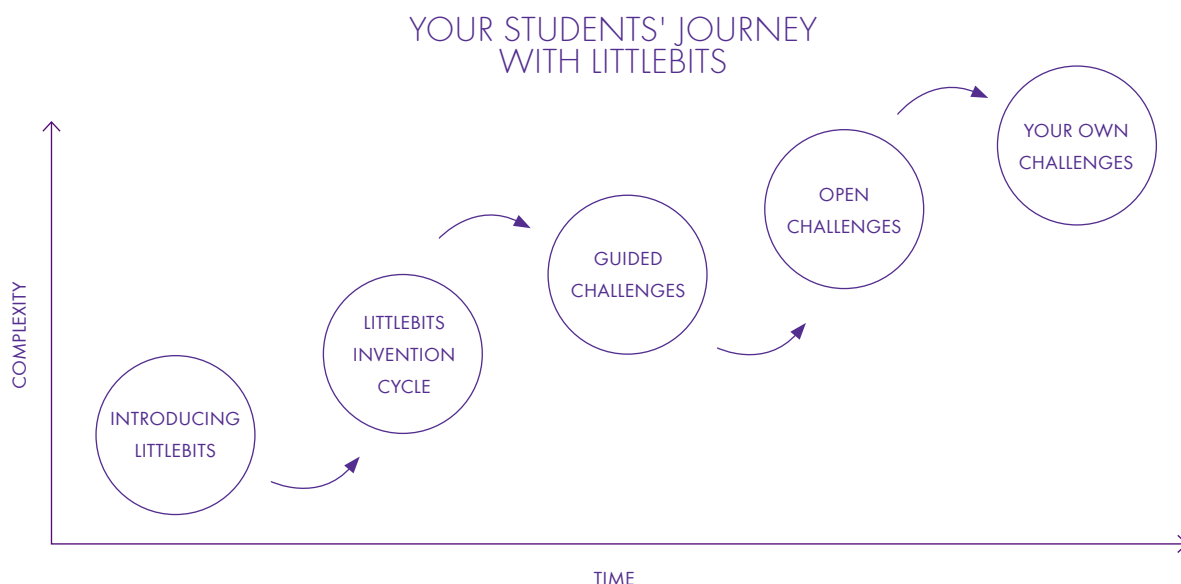 YOUR STUDENTS' JOURNEY
WITH LITTLEBITS
COMPLEXITY
INTRODUCING
LITTLEBITS
LITTLEBITS
INVENTION
CYCLE
GUIDED
CHALLENGES
OPEN
CHALLENGES
YOUR OWN
CHALLENGES
TIME